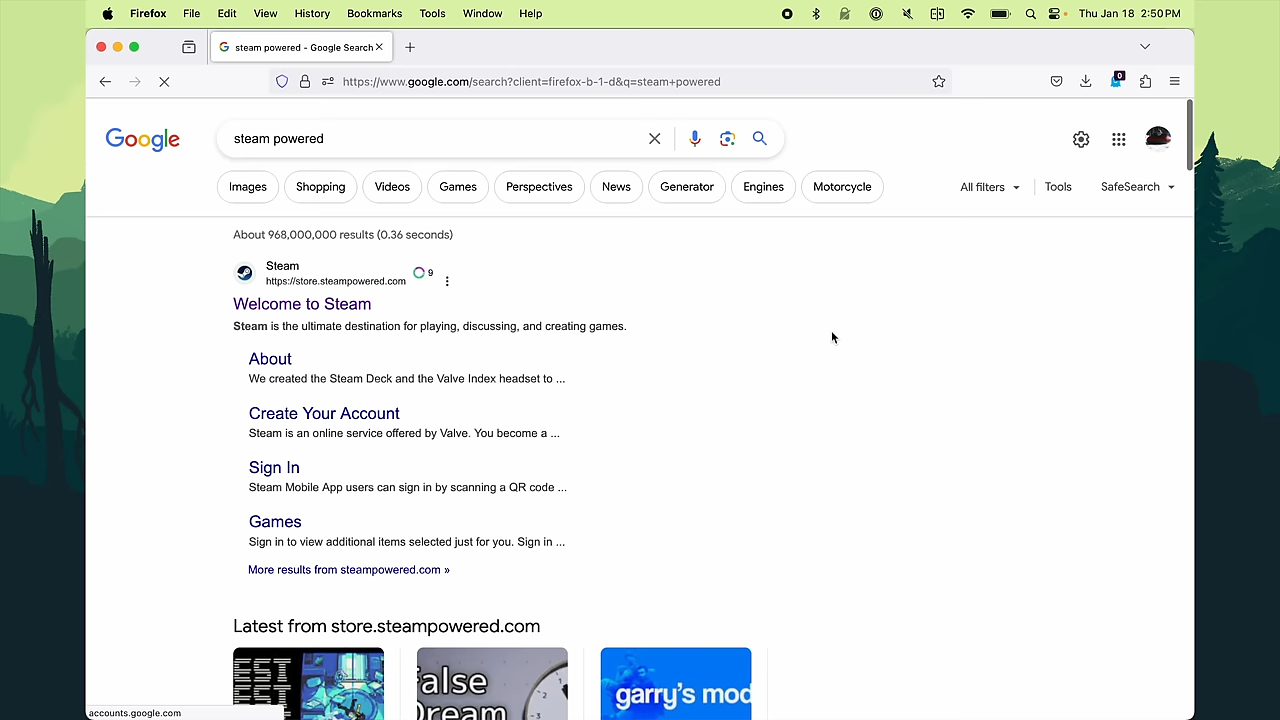 Firefox File Edit View History Bookmarks Tools Window Help Thu Jan 18 2:50 PM
steam powered - Google Search
0
https://www.google.com/search?client=firefox-b-1-d&q=steam+powered
Google
steam powered
Images Shopping Videos Games Perspectives News Generator Engines Motorcycle All filters Tools SafeSearch
About 968,000,000 results (0.36 seconds)
Steam
https://store.steampowered.com
9
Welcome to Steam
Steam is the ultimate destination for playing, discussing, and creating games.
About
We created the Steam Deck and the Valve Index headset to ...
Create Your Account
Steam is an online service offered by Valve. You become a ...
Sign In
Steam Mobile App users can sign in by scanning a QR code ...
Games
Sign in to view additional items selected just for you. Sign in ...
More results from steampowered.com »
Latest from store.steampowered.com
alse
Dream
garry's mod
accounts.google.com